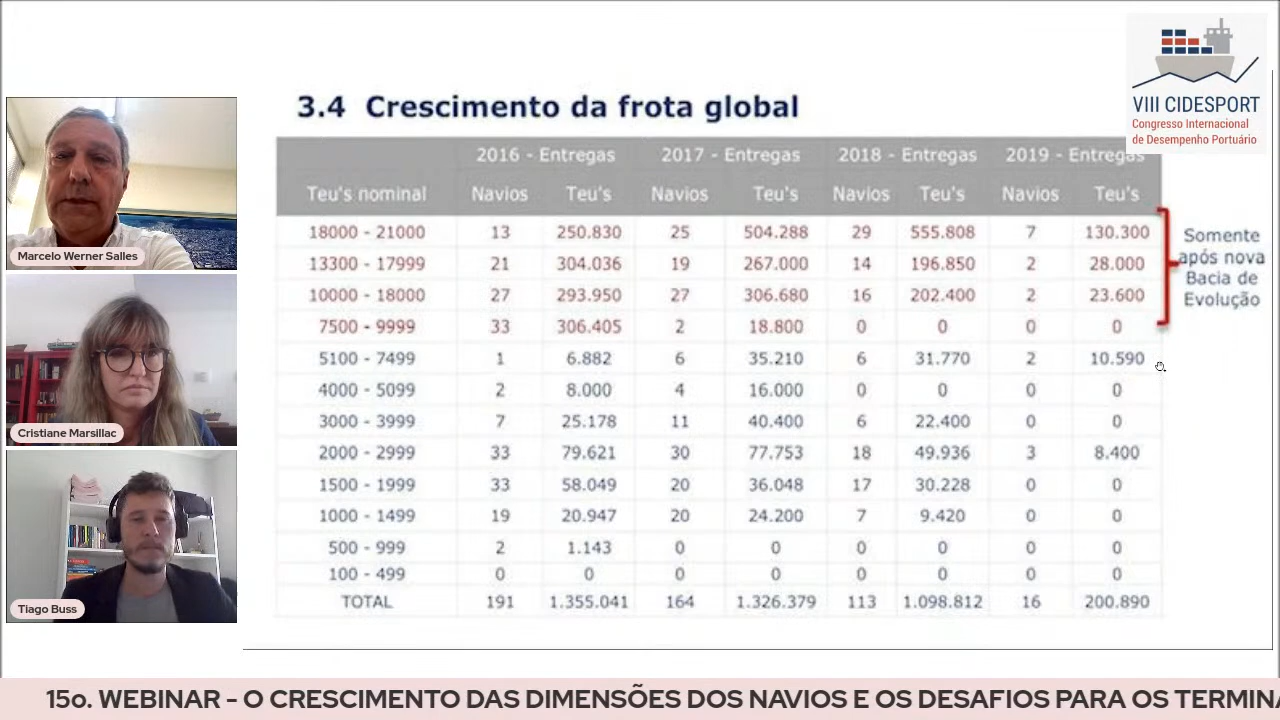 3.4 Crescimento da frota global
VIII CIDESPORT
Congresso Internacional
de Desempenho Portuário
2016 - Entregas 2017 - Entregas 2018 - Entregas 2019 - Entregas
Teu's nominal Navios Teu's Navios Teu's Navios Teu's Navios Teu's
18000 - 21000 13 250.830 25 504.288 29 555.808 7 130.300
13300 - 17999 21 304.036 19 267.000 14 196.850 2 28.000
10000 - 18000 27 293.950 27 306.680 16 202.400 2 23.600
7500 - 9999 33 306.405 2 18.800 0 0 0 0
5100 - 7499 1 6.882 6 35.210 6 31.770 2 10.590
4000 - 5099 2 8.000 4 16.000 0 0 0 0
3000 - 3999 7 25.178 11 40.400 6 22.400 0 0
2000 - 2999 33 79.621 30 77.753 18 49.936 3 8.400
1500 - 1999 33 58.049 20 36.048 17 30.228 0 0
1000 - 1499 19 20.947 20 24.200 7 9.420 0 0
500 - 999 2 1.143 0 0 0 0 0 0
100 - 499 0 0 0 0 0 0 0 0
TOTAL 191 1.355.041 164 1.326.379 113 1.098.812 16 200.890
Somente
após nova
Bacia de
Evolução
Marcelo Werner Salles
Cristiane Marsillac
Tiago Buss
15o. WEBINAR - O CRESCIMENTO DAS DIMENSÕES DOS NAVIOS E OS DESAFIOS PARA OS TERMINA